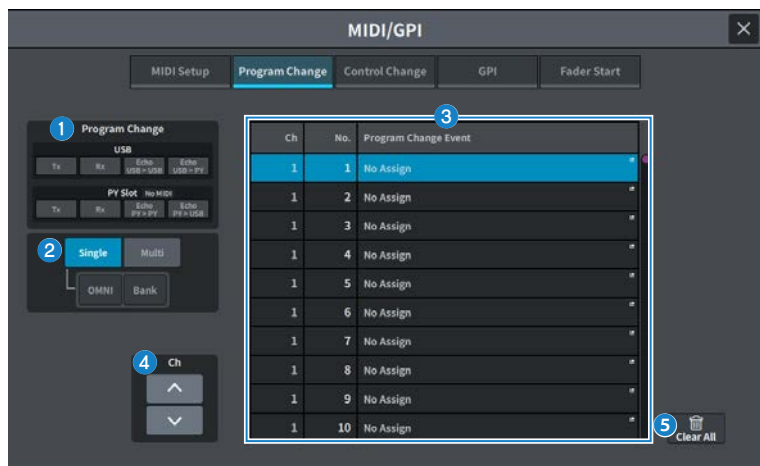 MIDI/GPI
MIDI Setup Program Change Control Change GPI Fader Start
1 Program Change
USB
Tx Rx Echo USB > USB Echo USB > PY
PY Slot No MIDI
Tx Rx Echo PY > PY Echo PY > USB
2 Single Multi
OMNI Bank
4 Ch
3
Ch No. Program Change Event
1 1 No Assign
1 2 No Assign
1 3 No Assign
1 4 No Assign
1 5 No Assign
1 6 No Assign
1 7 No Assign
1 8 No Assign
1 9 No Assign
1 10 No Assign
5 Clear All